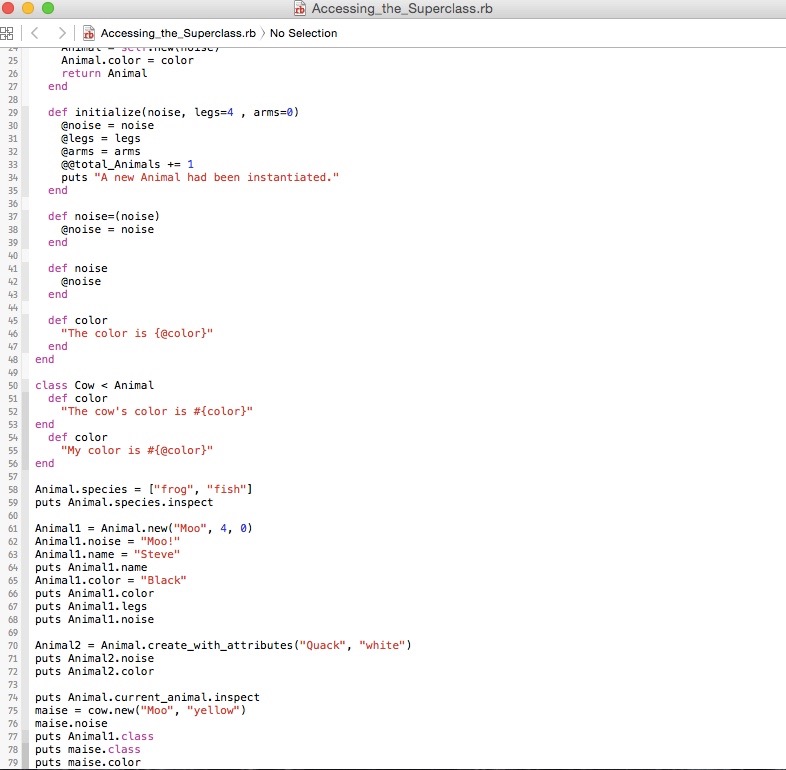 Accessing_the_Superclass.rb
Accessing_the_Superclass.rb 〉 No Selection
24 Animal = self.new(noise)
25 Animal.color = color
26 return Animal
27 end
28
29 def initialize(noise, legs=4 , arms=0)
30 @noise = noise
31 @legs = legs
32 @arms = arms
33 @@total_Animals += 1
34 puts "A new Animal had been instantiated."
35 end
36
37 def noise=(noise)
38 @noise = noise
39 end
40
41 def noise
42 @noise
43 end
44
45 def color
46 "The color is {@color}"
47 end
48 end
49
50 class Cow < Animal
51 def color
52 "The cow's color is #{color}"
53 end
54 def color
55 "My color is #{@color}"
56 end
57
58 Animal.species = ["frog", "fish"]
59 puts Animal.species.inspect
60
61 Animal1 = Animal.new("Moo", 4, 0)
62 Animal1.noise = "Moo!"
63 Animal1.name = "Steve"
64 puts Animal1.name
65 Animal1.color = "Black"
66 puts Animal1.color
67 puts Animal1.legs
68 puts Animal1.noise
69
70 Animal2 = Animal.create_with_attributes("Quack", "white")
71 puts Animal2.noise
72 puts Animal2.color
73
74 puts Animal.current_animal.inspect
75 maise = cow.new("Moo", "yellow")
76 maise.noise
77 puts Animal1.class
78 puts maise.class
79 puts maise.color